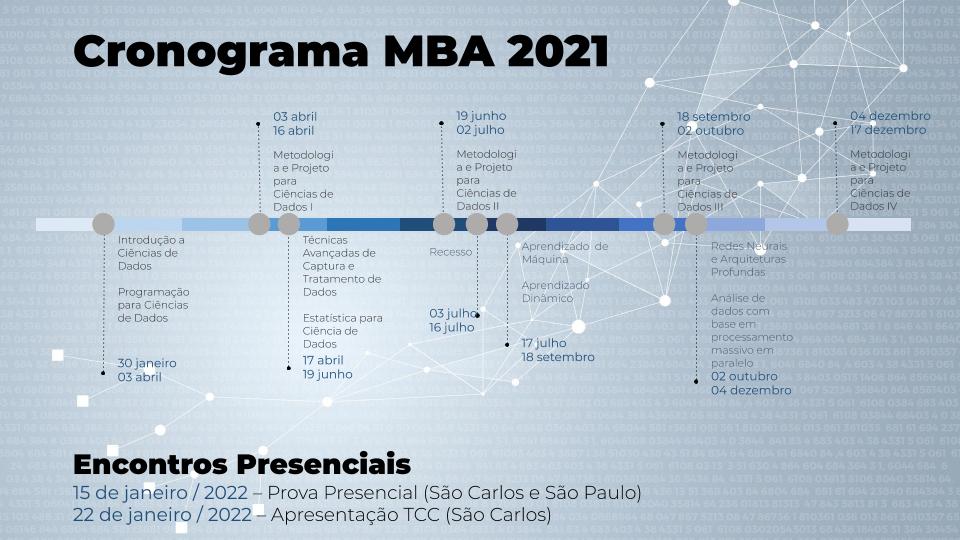 Cronograma MBA 2021
03 abril
16 abril
Metodologi
a e Projeto
para
Ciências de
Dados I
19 junho
02 julho
Metodologi
a e Projeto
para
Ciências de
Dados II
18 setembro
02 outubro
Metodologi
a e Projeto
para
Ciências de
Dados III
04 dezembro
17 dezembro
Metodologi
a e Projeto
para
Ciências de
Dados IV
Introdução a
Ciências de
Dados
Programação
para Ciências
de Dados
30 janeiro
03 abril
Técnicas
Avançadas de
Captura e
Tratamento de
Dados
Estatística para
Ciência de
Dados
17 abril
19 junho
Recesso
03 julho
16 julho
Aprendizado de
Máquina
Aprendizado
Dinâmico
17 julho
18 setembro
Redes Neurais
e Arquiteturas
Profundas
Análise de
dados com
base em
processamento
massivo em
paralelo
02 outubro
04 dezembro
Encontros Presenciais
15 de janeiro / 2022 – Prova Presencial (São Carlos e São Paulo)
22 de janeiro / 2022 – Apresentação TCC (São Carlos)